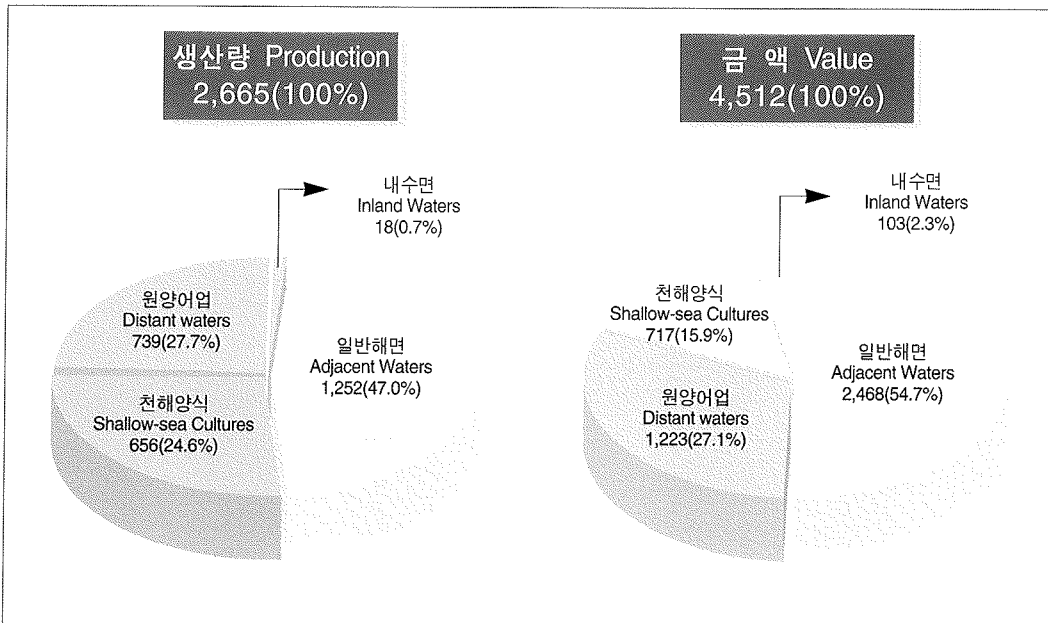 생산량 Production
2,665(100%)
내수면
Inland Waters
18(0.7%)
원양어업
Distant waters
739(27.7%)
일반해면
Adjacent Waters
1,252(47.0%)
천해양식
Shallow-sea Cultures
656(24.6%)
금 액 Value
4,512(100%)
내수면
Inland Waters
103(2.3%)
천해양식
Shallow-sea Cultures
717(15.9%)
일반해면
Adjacent Waters
2,468(54.7%)
원양어업
Distant waters
1,223(27.1%)